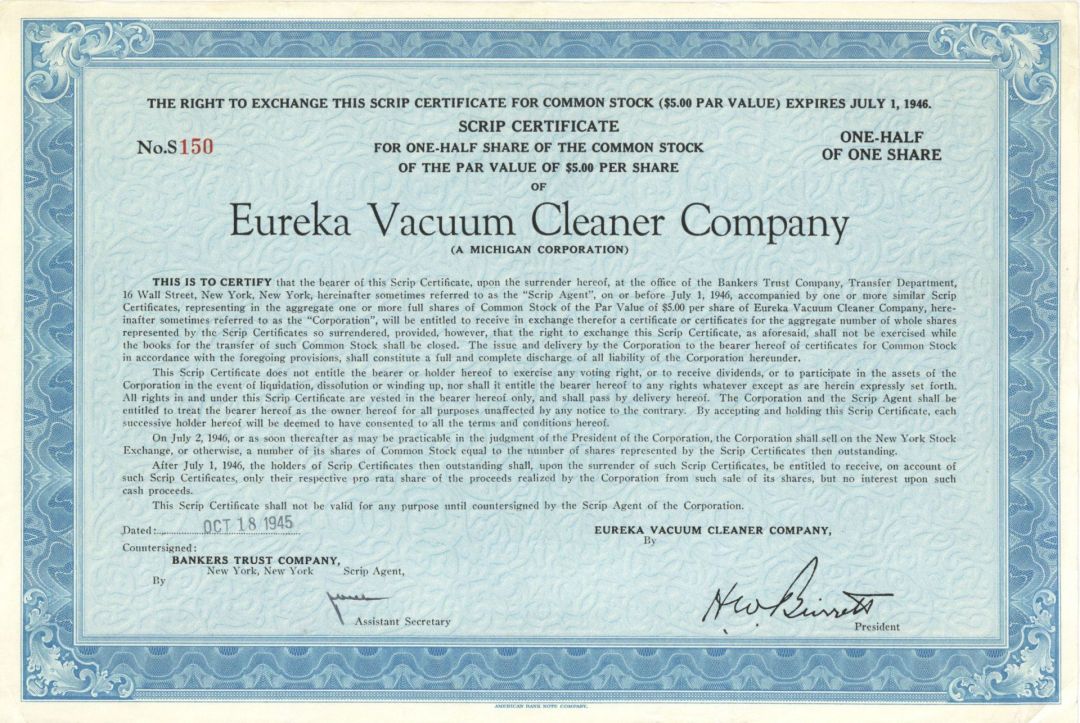 THE RIGHT TO EXCHANGE THIS SCRIP CERTIFICATE FOR COMMON STOCK ($5.00 PAR VALUE) EXPIRES JULY 1, 1946.
SCRIP CERTIFICATE
No.S150
FOR ONE-HALF SHARE OF THE COMMON STOCK
OF THE PAR VALUE OF $5.00 PER SHARE
ONE-HALF
OF ONE SHARE
OF
Eureka Vacuum Cleaner Company
(A MICHIGAN CORPORATION)
THIS IS TO CERTIFY that the bearer of this Scrip Certificate, upon the surrender hereof, at the office of the Bankers Trust Company, Transfer Department,
16 Wall Street, New York, New York, hereinafter sometimes referred to as the "Scrip Agent", on or before July 1, 1946, accompanied by one or more similar Scrip
Certificates, representing in the aggregate one or more full shares of Common Stock of the Par Value of $5.00 per share of Eureka Vacuum Cleaner Company, here-
inafter sometimes referred to as the "Corporation", will be entitled to receive in exchange therefor a certificate or certificates for the aggregate number of whole shares
represented by the Scrip Certificates so surrendered, provided, however, that the right to exchange this Scrip Certificate, as aforesaid, shall not be exercised while
the books for the transfer of such Common Stock shall be closed. The issue and delivery by the Corporation to the bearer hereof of certificates for Common Stock
in accordance with the foregoing provisions, shall constitute a full and complete discharge of all liability of the Corporation hereunder.
This Scrip Certificate does not entitle the bearer or holder hereof to exercise any voting right, or to receive dividends, or to participate in the assets of the
Corporation in the event of liquidation, dissolution or winding up, nor shall it entitle the bearer hereof to any rights whatever except as are herein expressly set forth.
All rights in and under this Scrip Certificate are vested in the bearer hereof only, and shall pass by delivery hereof. The Corporation and the Scrip Agent shall be
entitled to treat the bearer hereof as the owner hereof for all purposes unaffected by any notice to the contrary. By accepting and holding this Scrip Certificate, each
successive holder hereof will be deemed to have consented to all the terms and conditions hereof.
On July 2, 1946, or as soon thereafter as may be practicable in the judgment of the President of the Corporation, the Corporation shall sell on the New York Stock
Exchange, or otherwise, a number of its shares of Common Stock equal to the number of shares represented by the Scrip Certificates then outstanding.
After July 1, 1946, the holders of Scrip Certificates then outstanding shall, upon the surrender of such Scrip Certificates, be entitled to receive, on account of
such Scrip Certificates, only their respective pro rata share of the proceeds realized by the Corporation from such sale of its shares, but no interest upon such
cash proceeds.
This Scrip Certificate shall not be valid for any purpose until countersigned by the Scrip Agent of the Corporation.
Dated: OCT 18 1945
EUREKA VACUUM CLEANER COMPANY,
By
Countersigned:
BANKERS TRUST COMPANY,
New York, New York Scrip Agent,
By
Assistant Secretary
H W Burritt
President
AMERICAN BANK NOTE COMPANY.